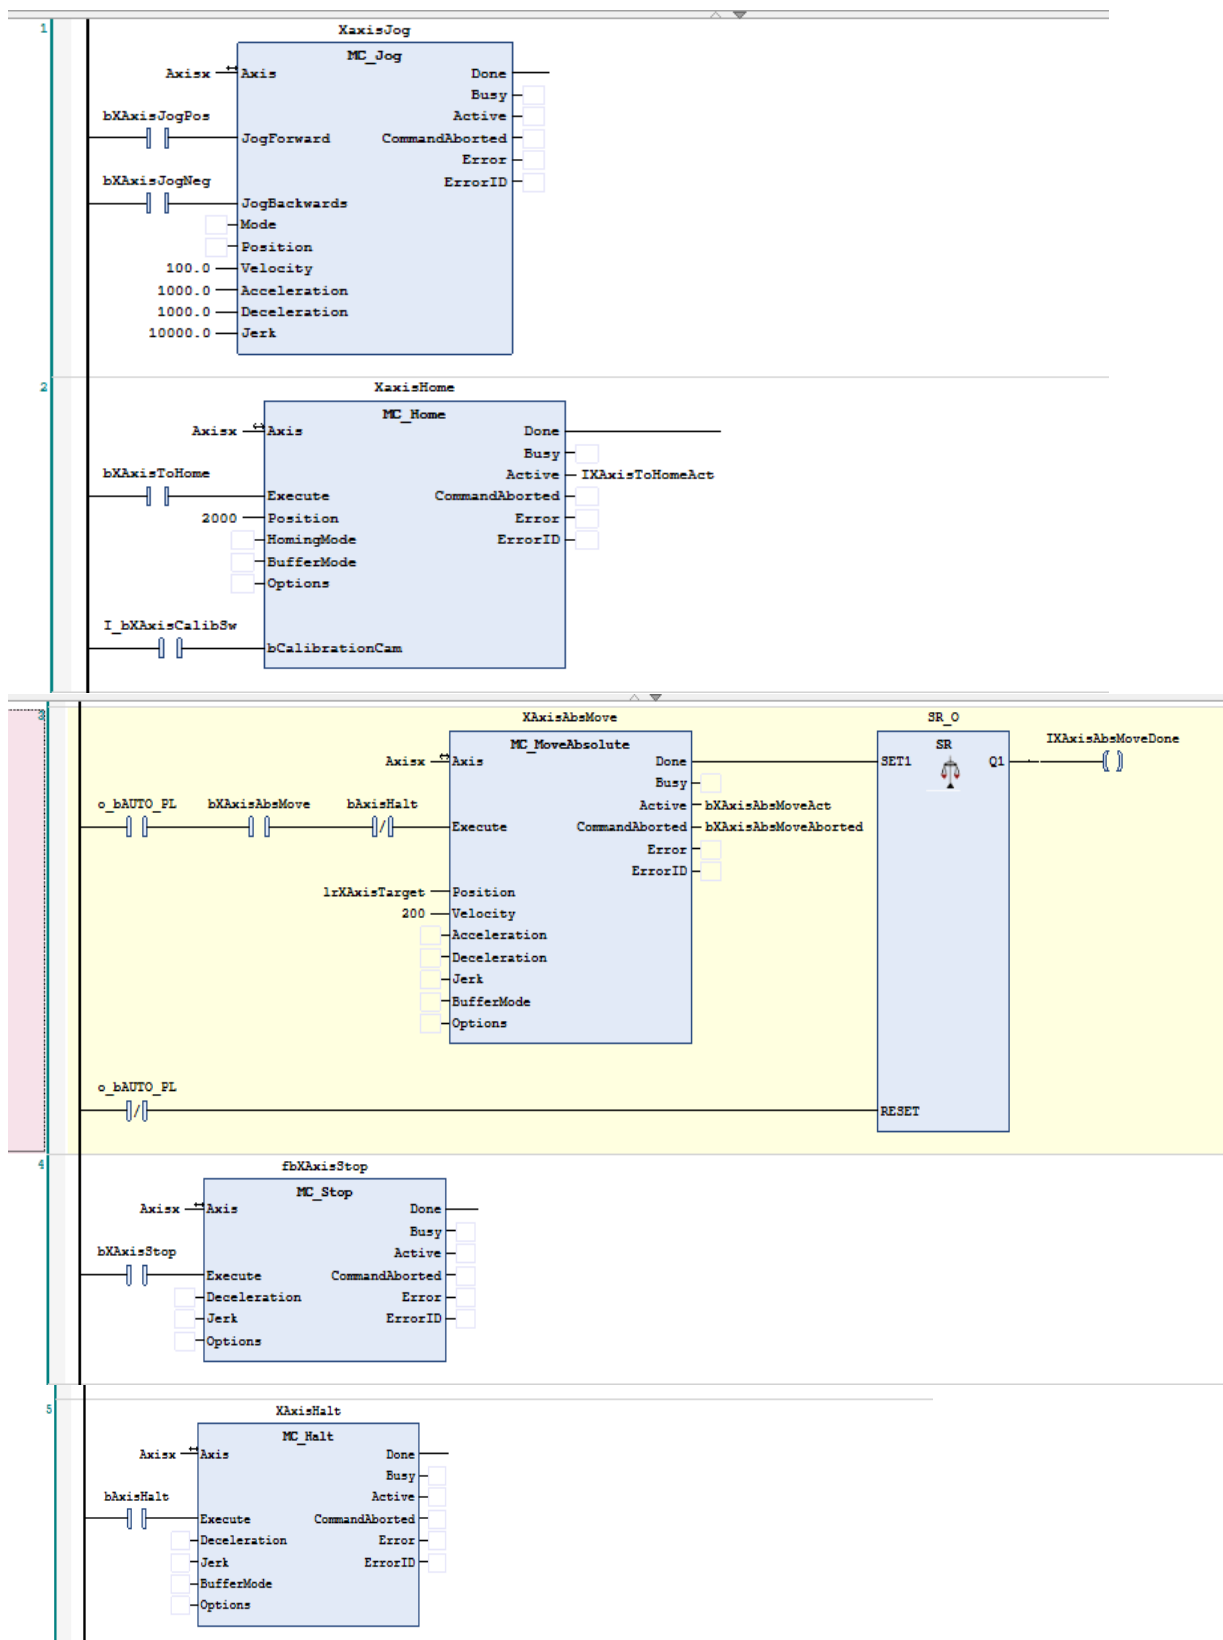 1
XaxisJog
MC_Jog
Axisx Axis Done
Busy
bXAxisJogPos Active
JogForward CommandAborted
Error
bXAxisJogNeg ErrorID
JogBackwards
Mode
Position
100.0 Velocity
1000.0 Acceleration
1000.0 Deceleration
10000.0 Jerk
2
XaxisHome
MC_Home
Axisx Axis Done
Busy
bXAxisToHome Active IXAxisToHomeAct
Execute CommandAborted
2000 Position Error
HomingMode ErrorID
BufferMode
Options
I_bXAxisCalibSw
bCalibrationCam
3
XAxisAbsMove SR_0
MC_MoveAbsolute SR IXAxisAbsMoveDone
Axisx Axis Done SET1 Q1
Busy
o_bAUTO_PL bXAxisAbsMove bAxisHalt Active bXAxisAbsMoveAct
Execute CommandAborted bXAxisAbsMoveAborted
Error
ErrorID
lrXAxisTarget Position
200 Velocity
Acceleration
Deceleration
Jerk
BufferMode
Options
o_bAUTO_PL
RESET
4
fbXAxisStop
MC_Stop
Axisx Axis Done
Busy
bXAxisStop Active
Execute CommandAborted
Deceleration Error
Jerk ErrorID
Options
5
XAxisHalt
MC_Halt
Axisx Axis Done
Busy
bAxisHalt Active
Execute CommandAborted
Deceleration Error
Jerk ErrorID
BufferMode
Options